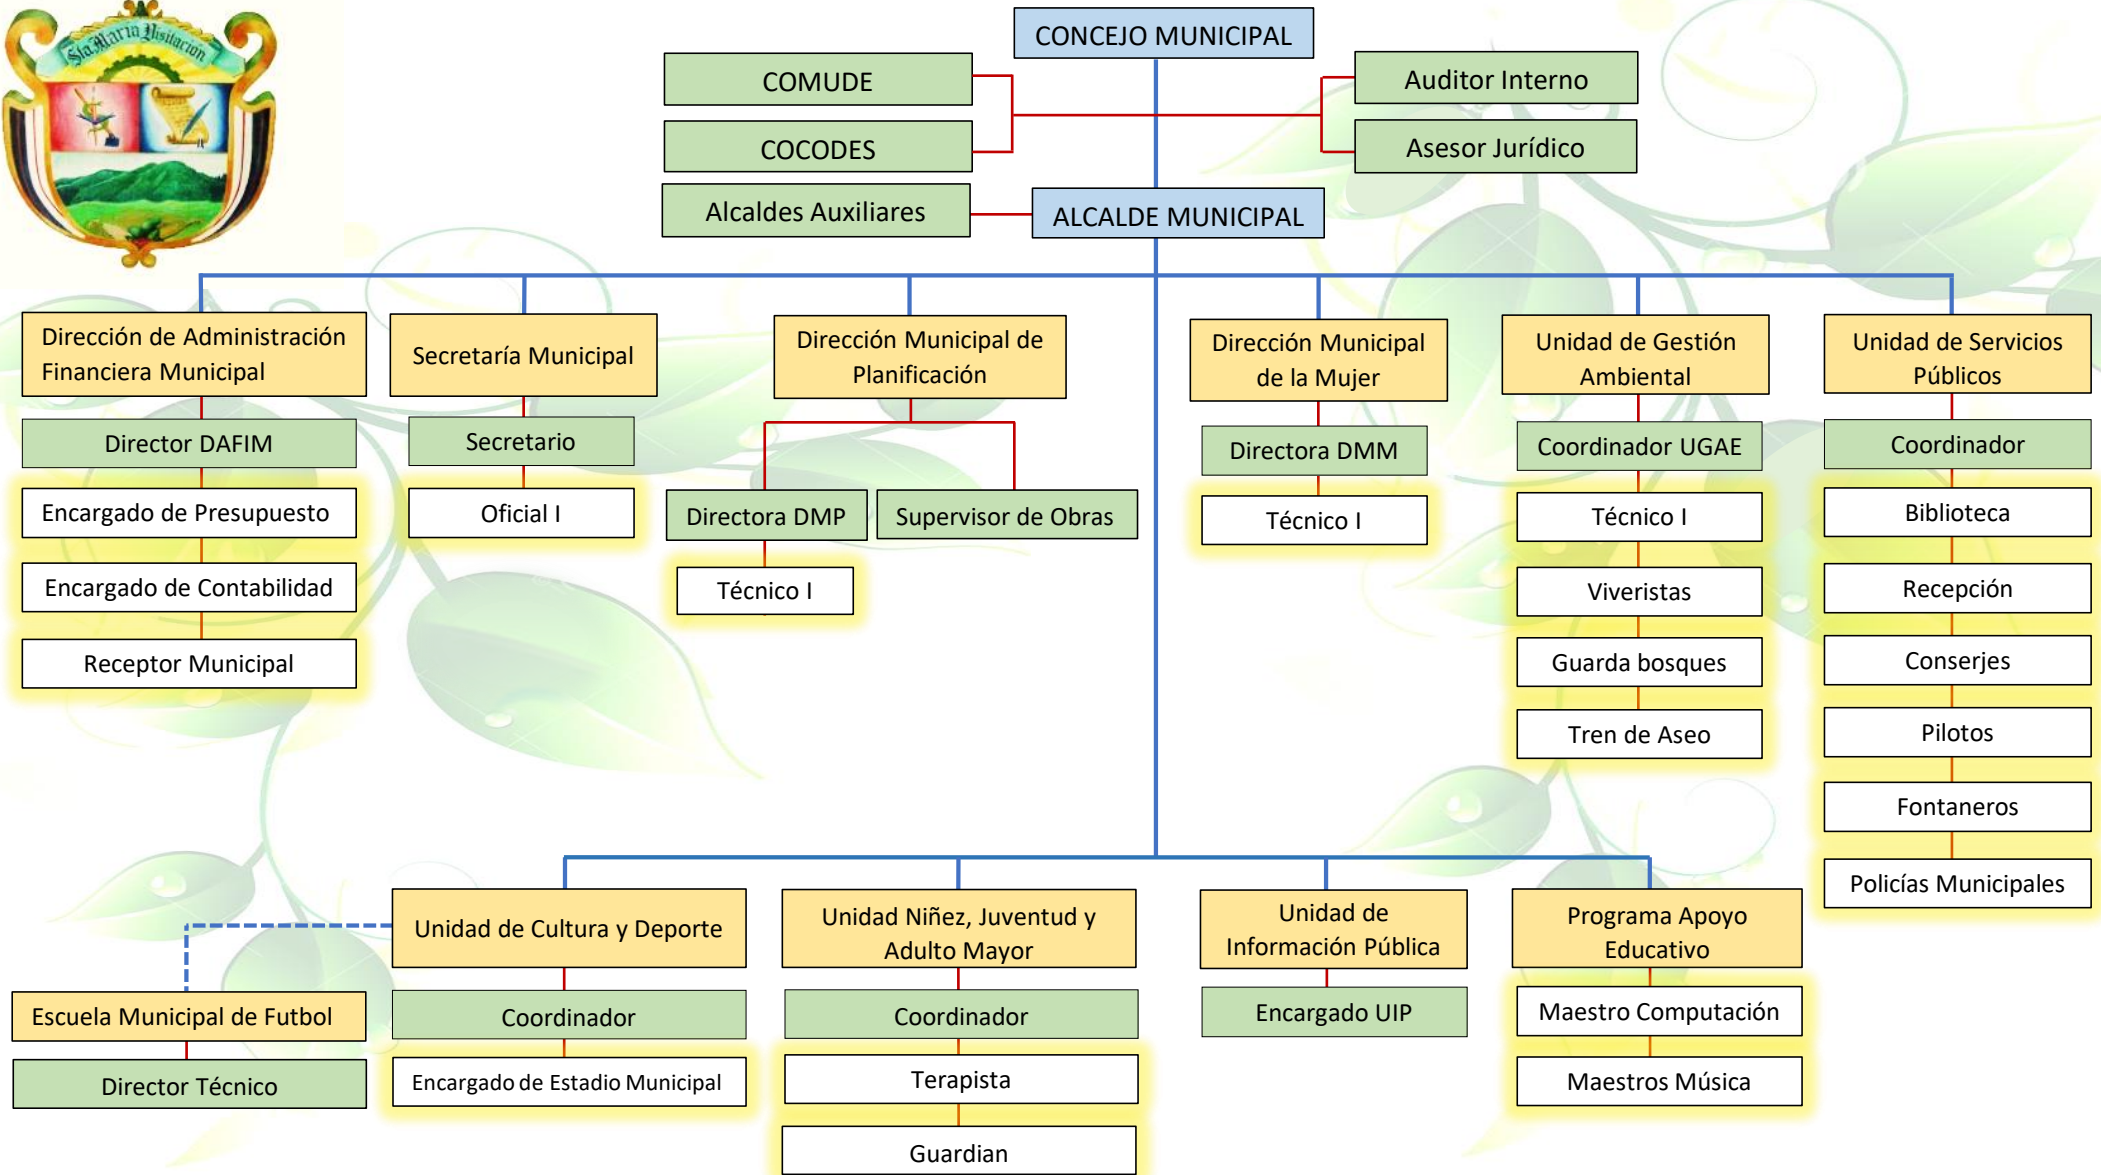 Sta. Maria Visitacion
CONCEJO MUNICIPAL
COMUDE
Auditor Interno
COCODES
Asesor Jurídico
Alcaldes Auxiliares
ALCALDE MUNICIPAL
Dirección de Administración
Financiera Municipal
Director DAFIM
Encargado de Presupuesto
Encargado de Contabilidad
Receptor Municipal
Secretaría Municipal
Secretario
Oficial I
Dirección Municipal de
Planificación
Directora DMP
Técnico I
Supervisor de Obras
Dirección Municipal
de la Mujer
Directora DMM
Técnico I
Unidad de Gestión
Ambiental
Coordinador UGAE
Técnico I
Viveristas
Guarda bosques
Tren de Aseo
Unidad de Servicios
Públicos
Coordinador
Biblioteca
Recepción
Conserjes
Pilotos
Fontaneros
Policías Municipales
Escuela Municipal de Futbol
Director Técnico
Unidad de Cultura y Deporte
Coordinador
Encargado de Estadio Municipal
Unidad Niñez, Juventud y
Adulto Mayor
Coordinador
Terapista
Guardian
Unidad de
Información Pública
Encargado UIP
Programa Apoyo
Educativo
Maestro Computación
Maestros Música